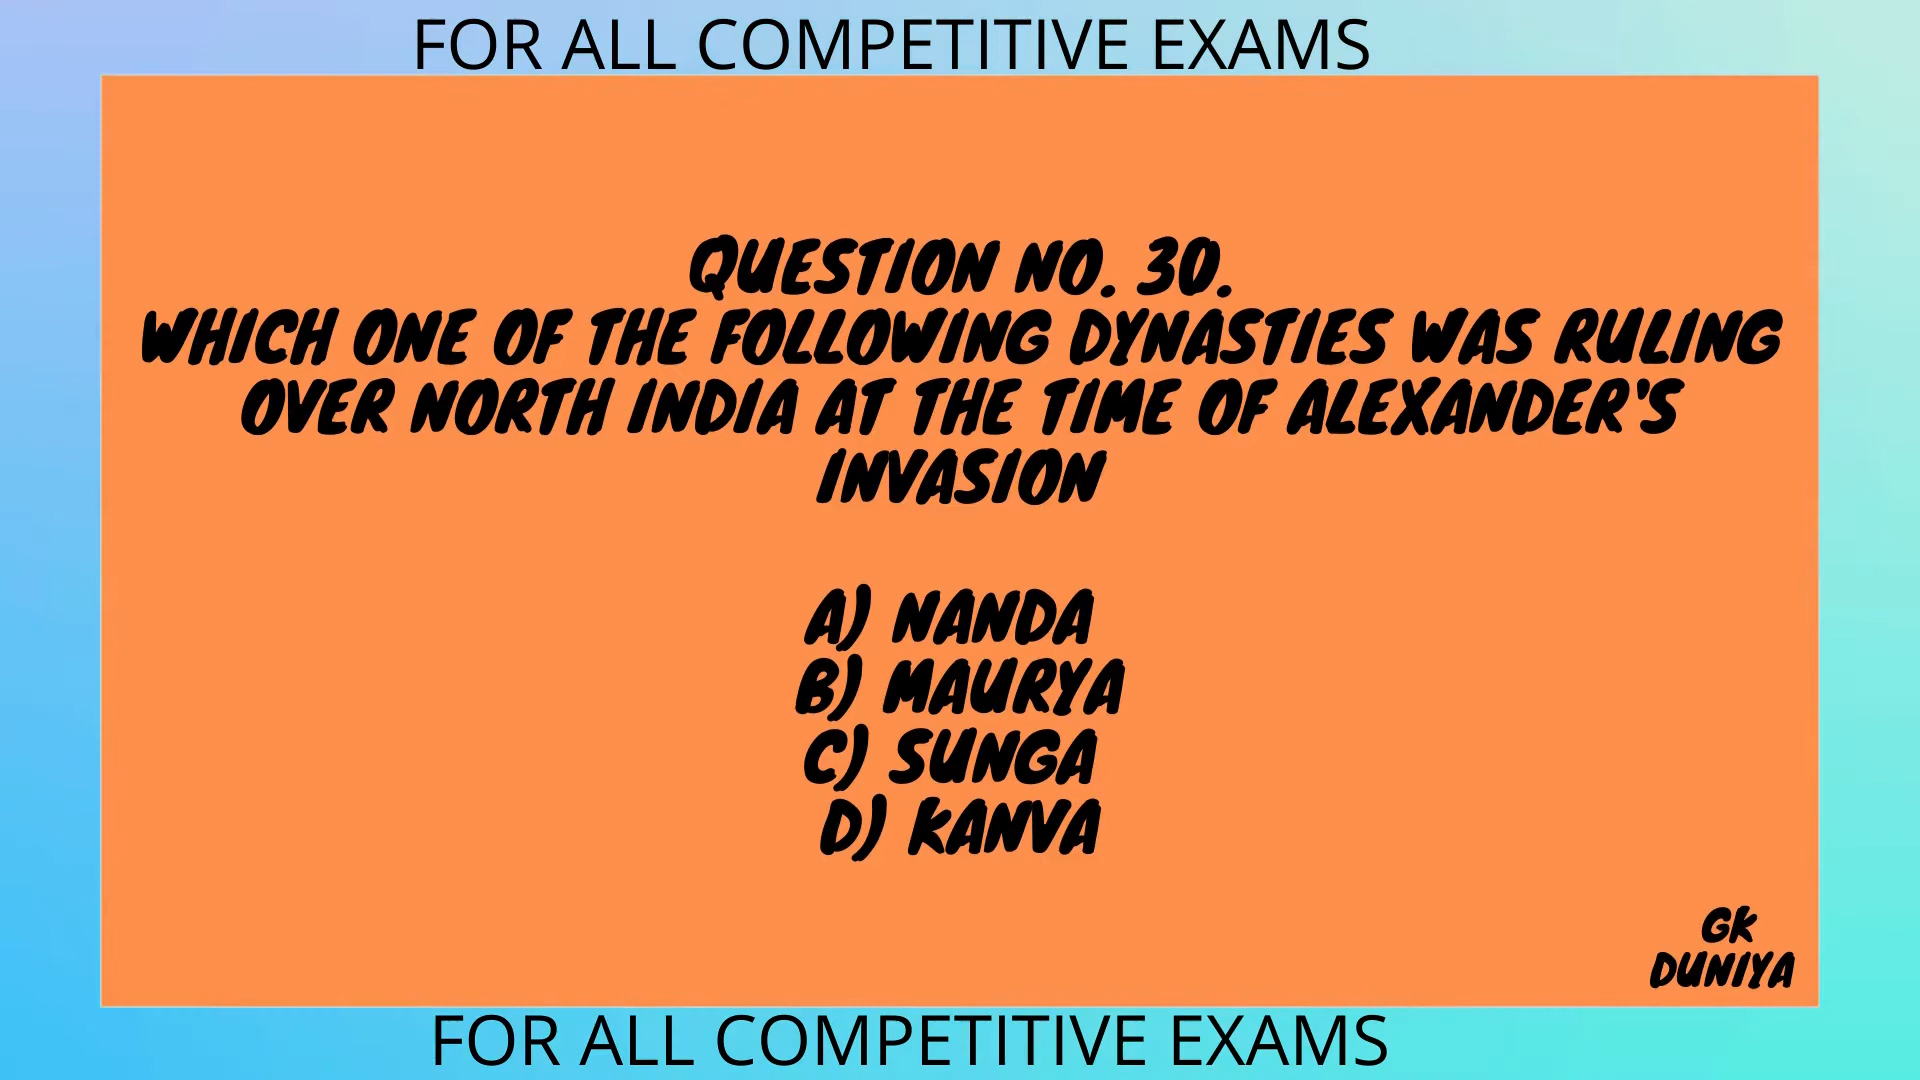 FOR ALL COMPETITIVE EXAMS
QUESTION NO. 30.
WHICH ONE OF THE FOLLOWING DYNASTIES WAS RULING
OVER NORTH INDIA AT THE TIME OF ALEXANDER'S
INVASION
A) NANDA
B) MAURYA
C) SUNGA
D) KANVA
GK
DUNIYA
FOR ALL COMPETITIVE EXAMS